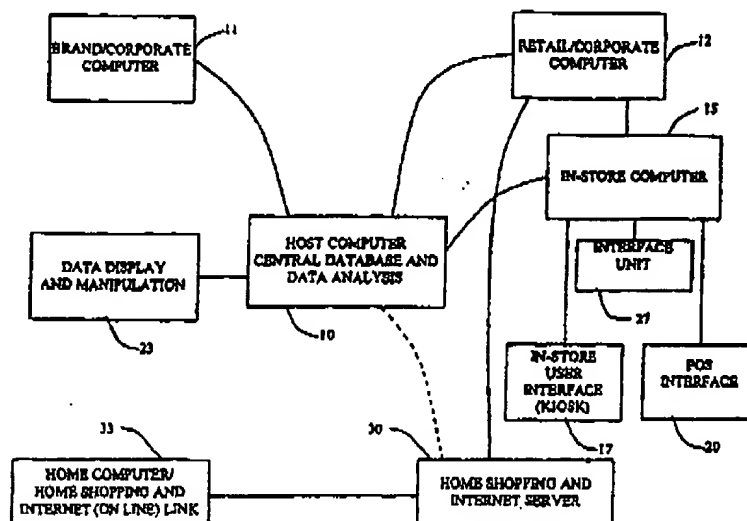 11
BRAND/CORPORATE
COMPUTER
RETAIL/CORPORATE
COMPUTER
12
15
IN-STORE COMPUTER
HOST COMPUTER
CENTRAL DATABASE AND
DATA ANALYSIS
10
DATA DISPLAY
AND MANIPULATION
23
INTERFACE
UNIT
27
IN-STORE
USER
INTERFACE
(KIOSK)
17
POS
INTERFACE
20
33
HOME COMPUTER/
HOME SHOPPING AND
INTERNET (ON LINE) LINK
30
HOME SHOPPING AND
INTERNET SERVER